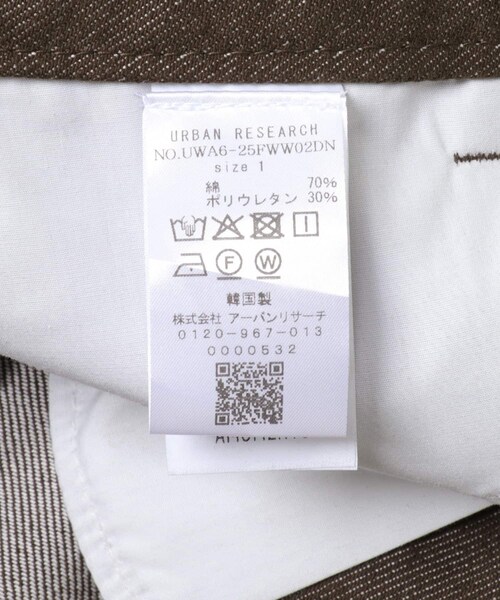 URBAN RESEARCH
NO.UWA6-25FWW02DN
size 1
綿 70%
ポリウレタン 30%
F W
韓国製
株式会社 アーバンリサーチ
0120-967-013
0000532